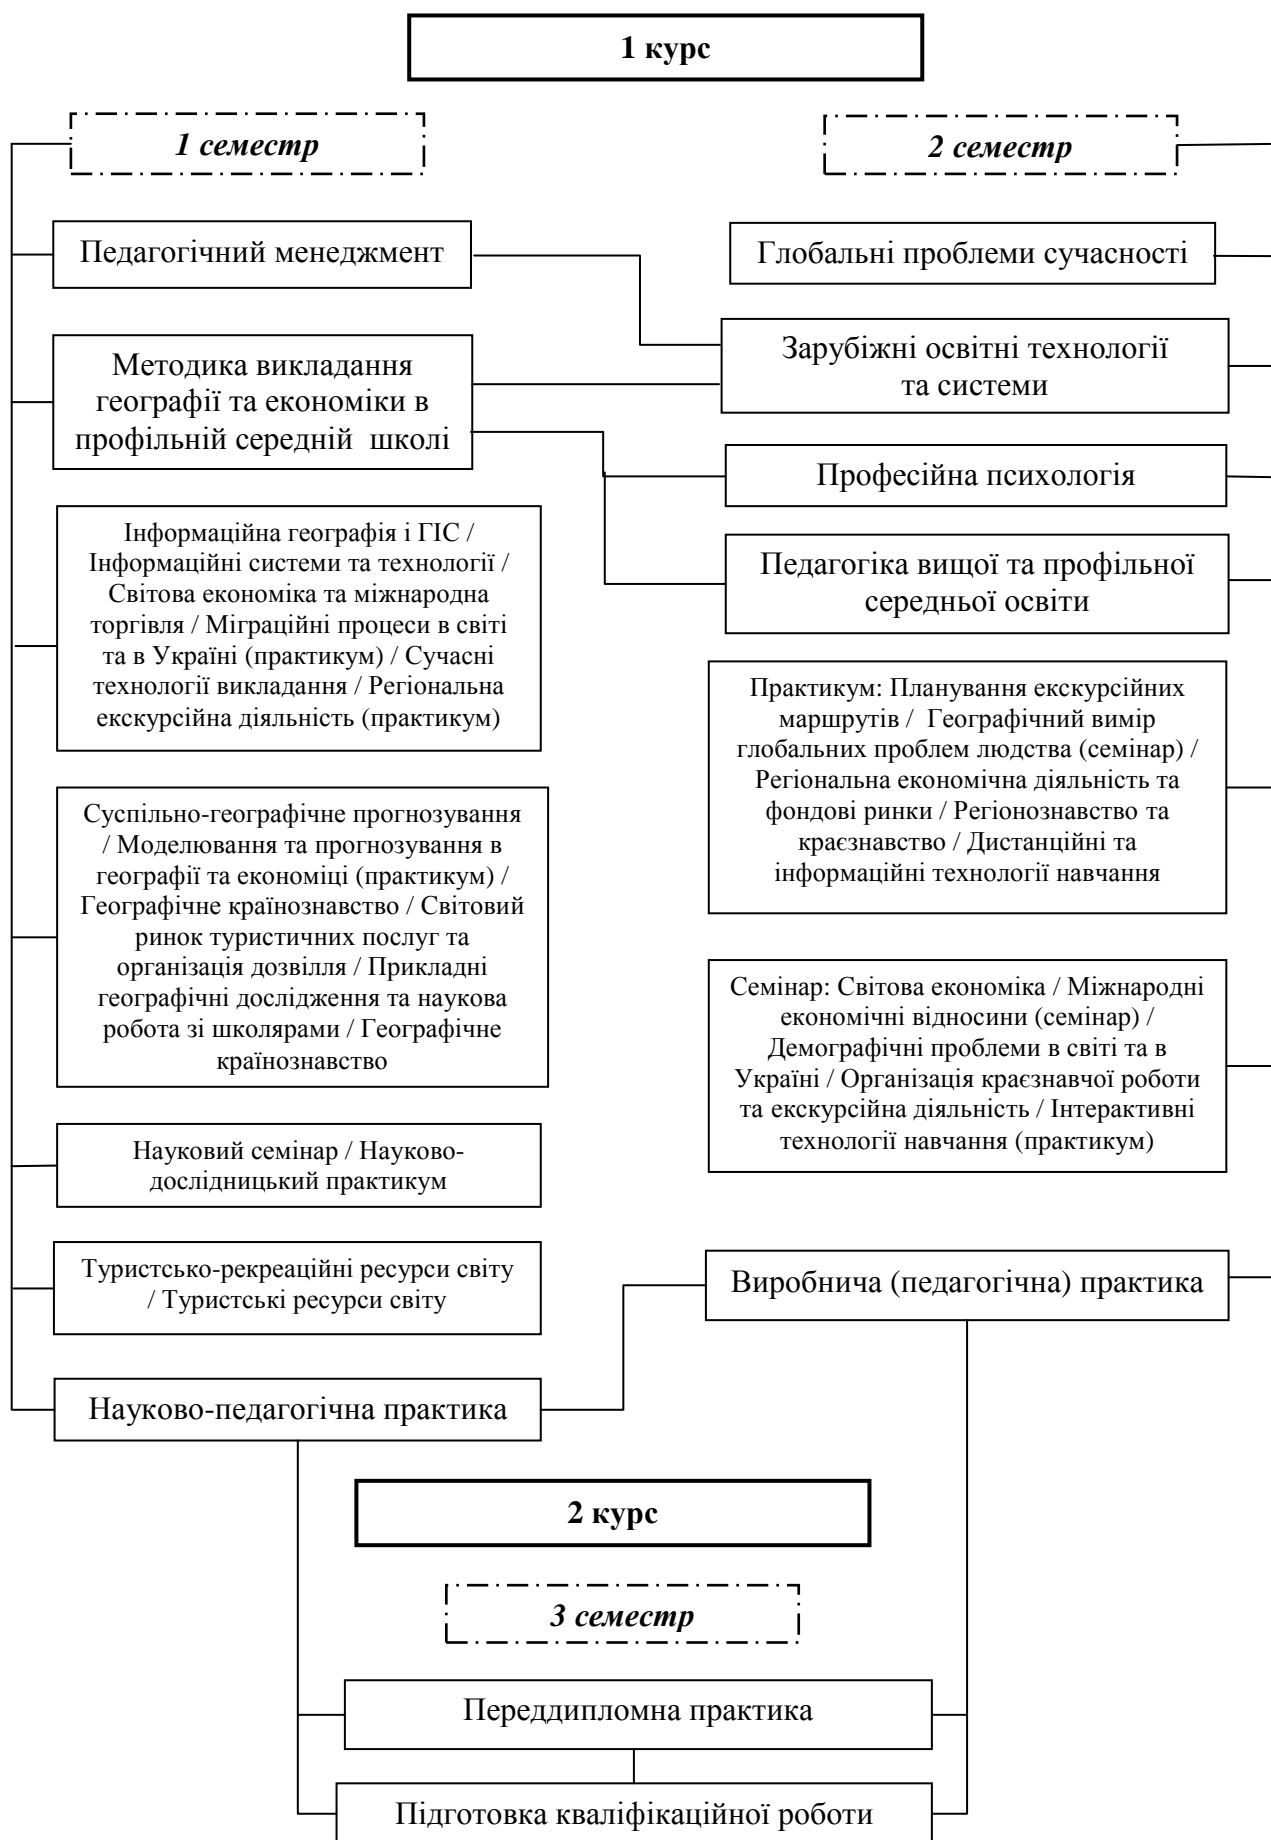 1 курс
1 семестр
2 семестр
Педагогічний менеджмент
Глобальні проблеми сучасності
Методика викладання
географії та економіки в
профільній середній школі
Зарубіжні освітні технології
та системи
Професійна психологія
Інформаційна географія і ГІС /
Інформаційні системи та технології /
Світова економіка та міжнародна
торгівля / Міграційні процеси в світі
та в Україні (практикум) / Сучасні
технології викладання / Регіональна
екскурсійна діяльність (практикум)
Педагогіка вищої та профільної
середньої освіти
Практикум: Планування екскурсійних
маршрутів / Географічний вимір
глобальних проблем людства (семінар) /
Регіональна економічна діяльність та
фондові ринки / Регіонознавство та
краєзнавство / Дистанційні та
інформаційні технології навчання
Суспільно-географічне прогнозування
/ Моделювання та прогнозування в
географії та економіці (практикум) /
Географічне країнознавство / Світовий
ринок туристичних послуг та
організація дозвілля / Прикладні
географічні дослідження та наукова
робота зі школярами / Географічне
країнознавство
Семінар: Світова економіка / Міжнародні
економічні відносини (семінар) /
Демографічні проблеми в світі та в
Україні / Організація краєзнавчої роботи
та екскурсійна діяльність / Інтерактивні
технології навчання (практикум)
Науковий семінар / Науково-
дослідницький практикум
Туристсько-рекреаційні ресурси світу
/ Туристські ресурси світу
Виробнича (педагогічна) практика
Науково-педагогічна практика
2 курс
3 семестр
Переддипломна практика
Підготовка кваліфікаційної роботи